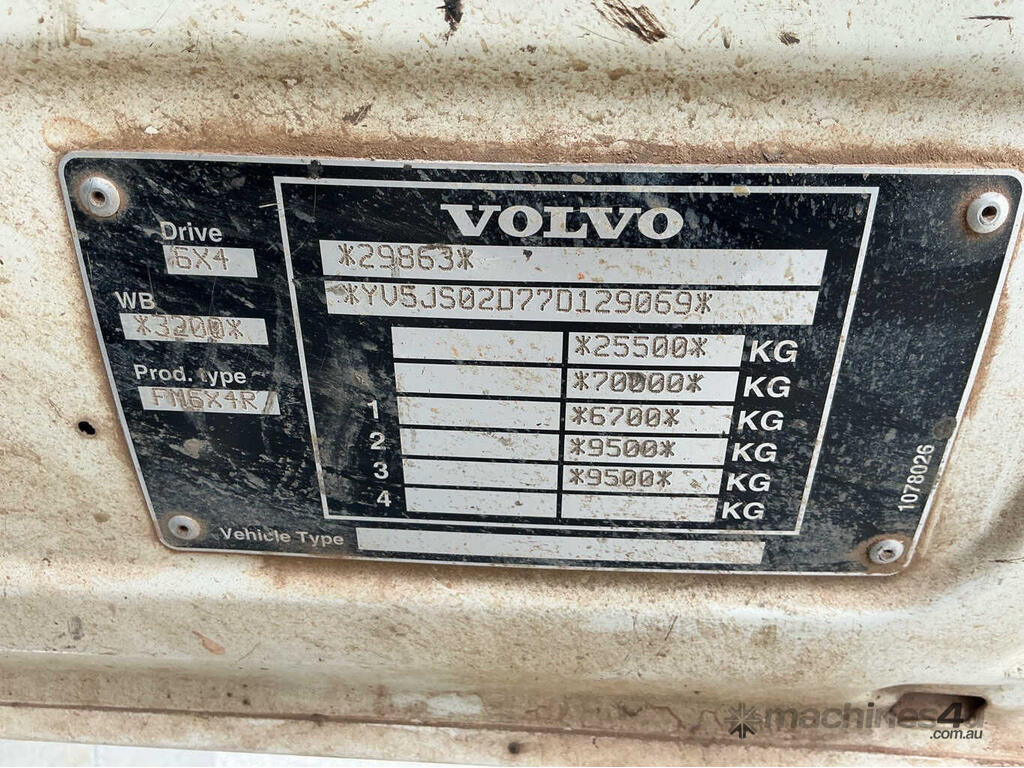 VOLVO
Drive
6X4
*29863*
*YV5JS02D77D129069*
WB
*3200*
*25500* KG
Prod. type
*70000* KG
FM6X4R
1 *6700* KG
2 *9500* KG
3 *9500* KG
4 KG
1078026
Vehicle Type
machines4u
.com.au